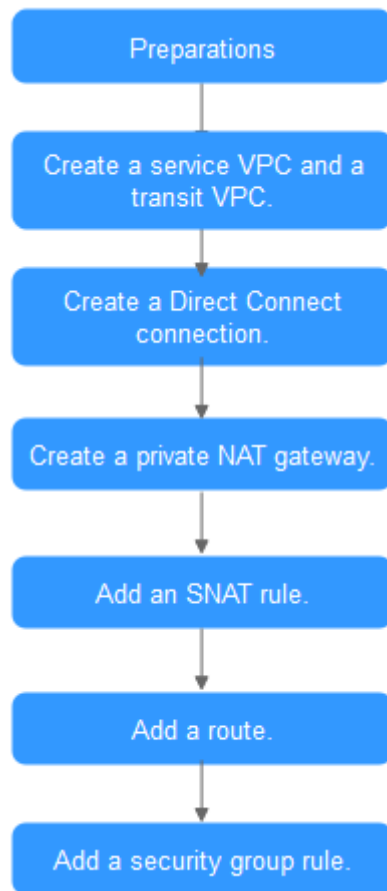 Preparations
Create a service VPC and a
transit VPC.
Create a Direct Connect
connection.
Create a private NAT gateway.
Add an SNAT rule.
Add a route.
Add a security group rule.